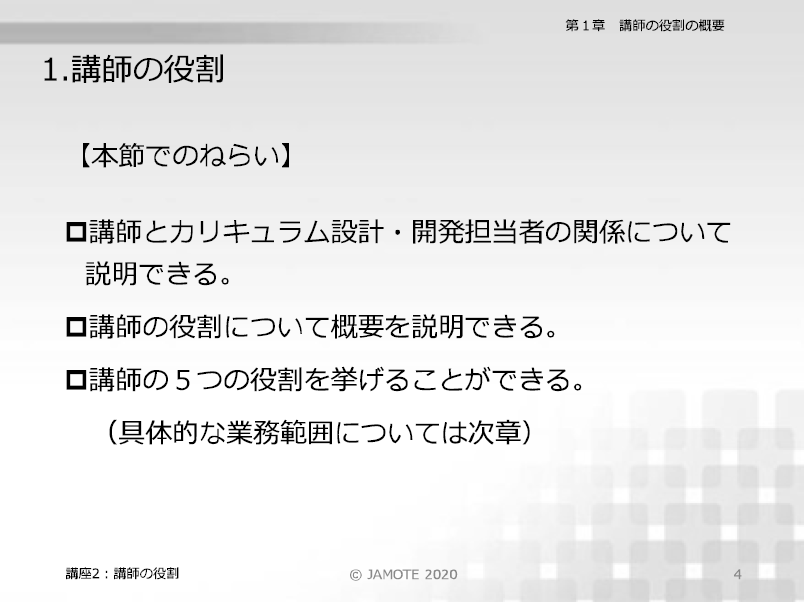 第１章　講師の役割の概要
1.講師の役割
【本節でのねらい】
講師とカリキュラム設計・開発担当者の関係について
説明できる。
講師の役割について概要を説明できる。
講師の５つの役割を挙げることができる。
（具体的な業務範囲については次章）
講座2：講師の役割
© JAMOTE 2020
4